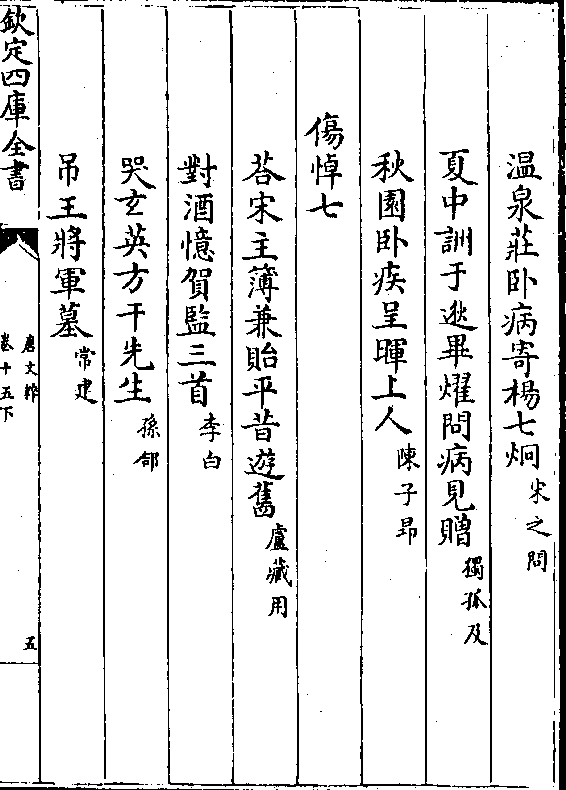 温泉莊卧病寄楊七炯 宋之問
夏中訓于逖畢燿問病見贈 獨孤及
秋園卧疾呈暉上人 陳子昂
傷悼七
荅宋主簿兼貽平昔遊舊 盧藏用
對酒憶賀監三首 李白
哭玄英方干先生 孫郃
吊王將軍墓 常建
欽定四庫全書
唐文粹
卷十五下
五